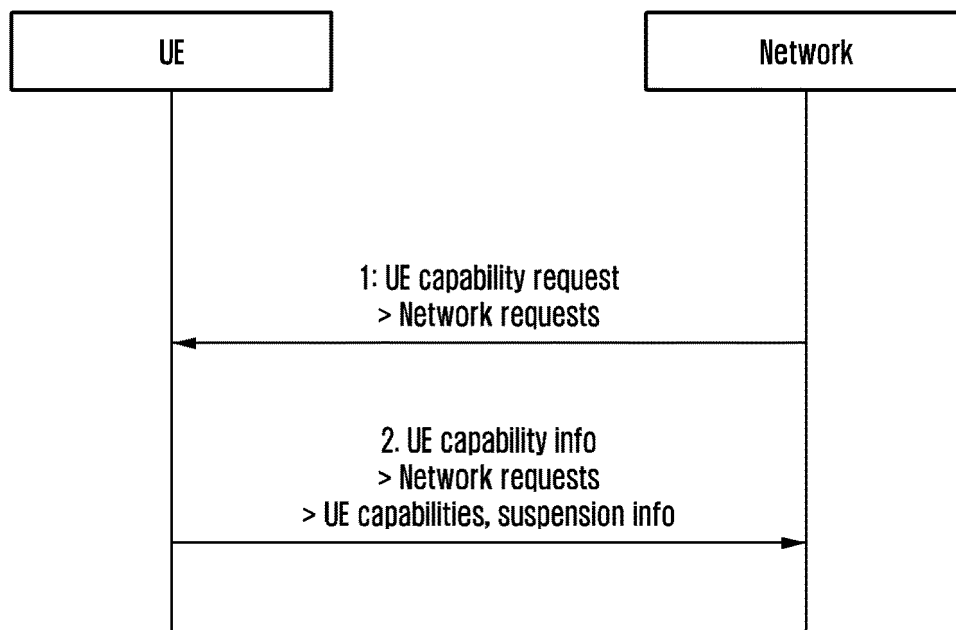 UE
Network
1: UE capability request
> Network requests
2. UE capability info
> Network requests
> UE capabilities, suspension info